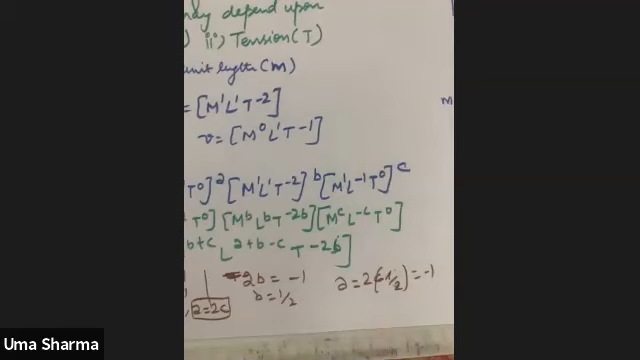 may depend upon
) ii) Tension (T)
unit length (m)
= [M¹L¹T-2]
v = [M⁰L¹T-1]
m
T⁰]ᵃ [M¹L¹T-2]ᵇ [M¹L-1T⁰]ᶜ
T⁰] [MᵇLᵇT-2b] [MᶜL-cT⁰]
b+c L a+b-c T-2b]
-2b = -1
a = 2(-1/2) = -1
b = 1/2
a=2c
Uma Sharma